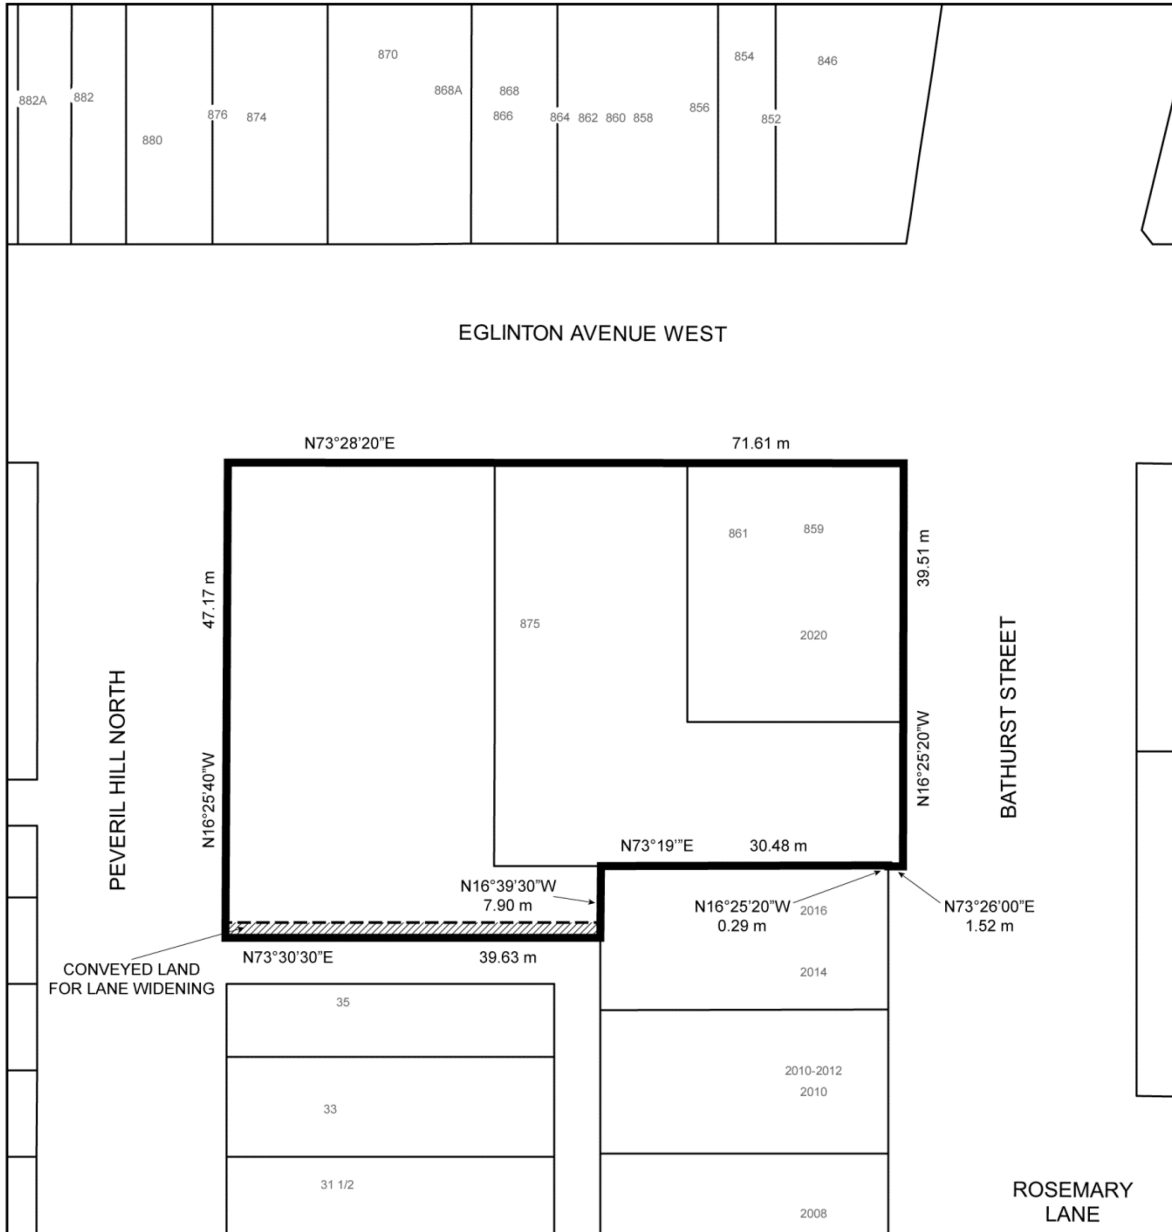 870
854
846
882A
882
868A
868
876
874
866
864
862
860
858
856
852
880
EGLINTON AVENUE WEST
N73°28'20"E
71.61 m
861
859
39.51 m
47.17 m
875
2020
PEVERIL HILL NORTH
BATHURST STREET
N16°25'40"W
N16°25'20"W
N73°19'"E
30.48 m
N16°39'30"W
7.90 m
N16°25'20"W
0.29 m
2016
N73°26'00"E
1.52 m
N73°30'30"E
39.63 m
CONVEYED LAND
FOR LANE WIDENING
2014
35
2010-2012
2010
33
31 1/2
2008
ROSEMARY
LANE